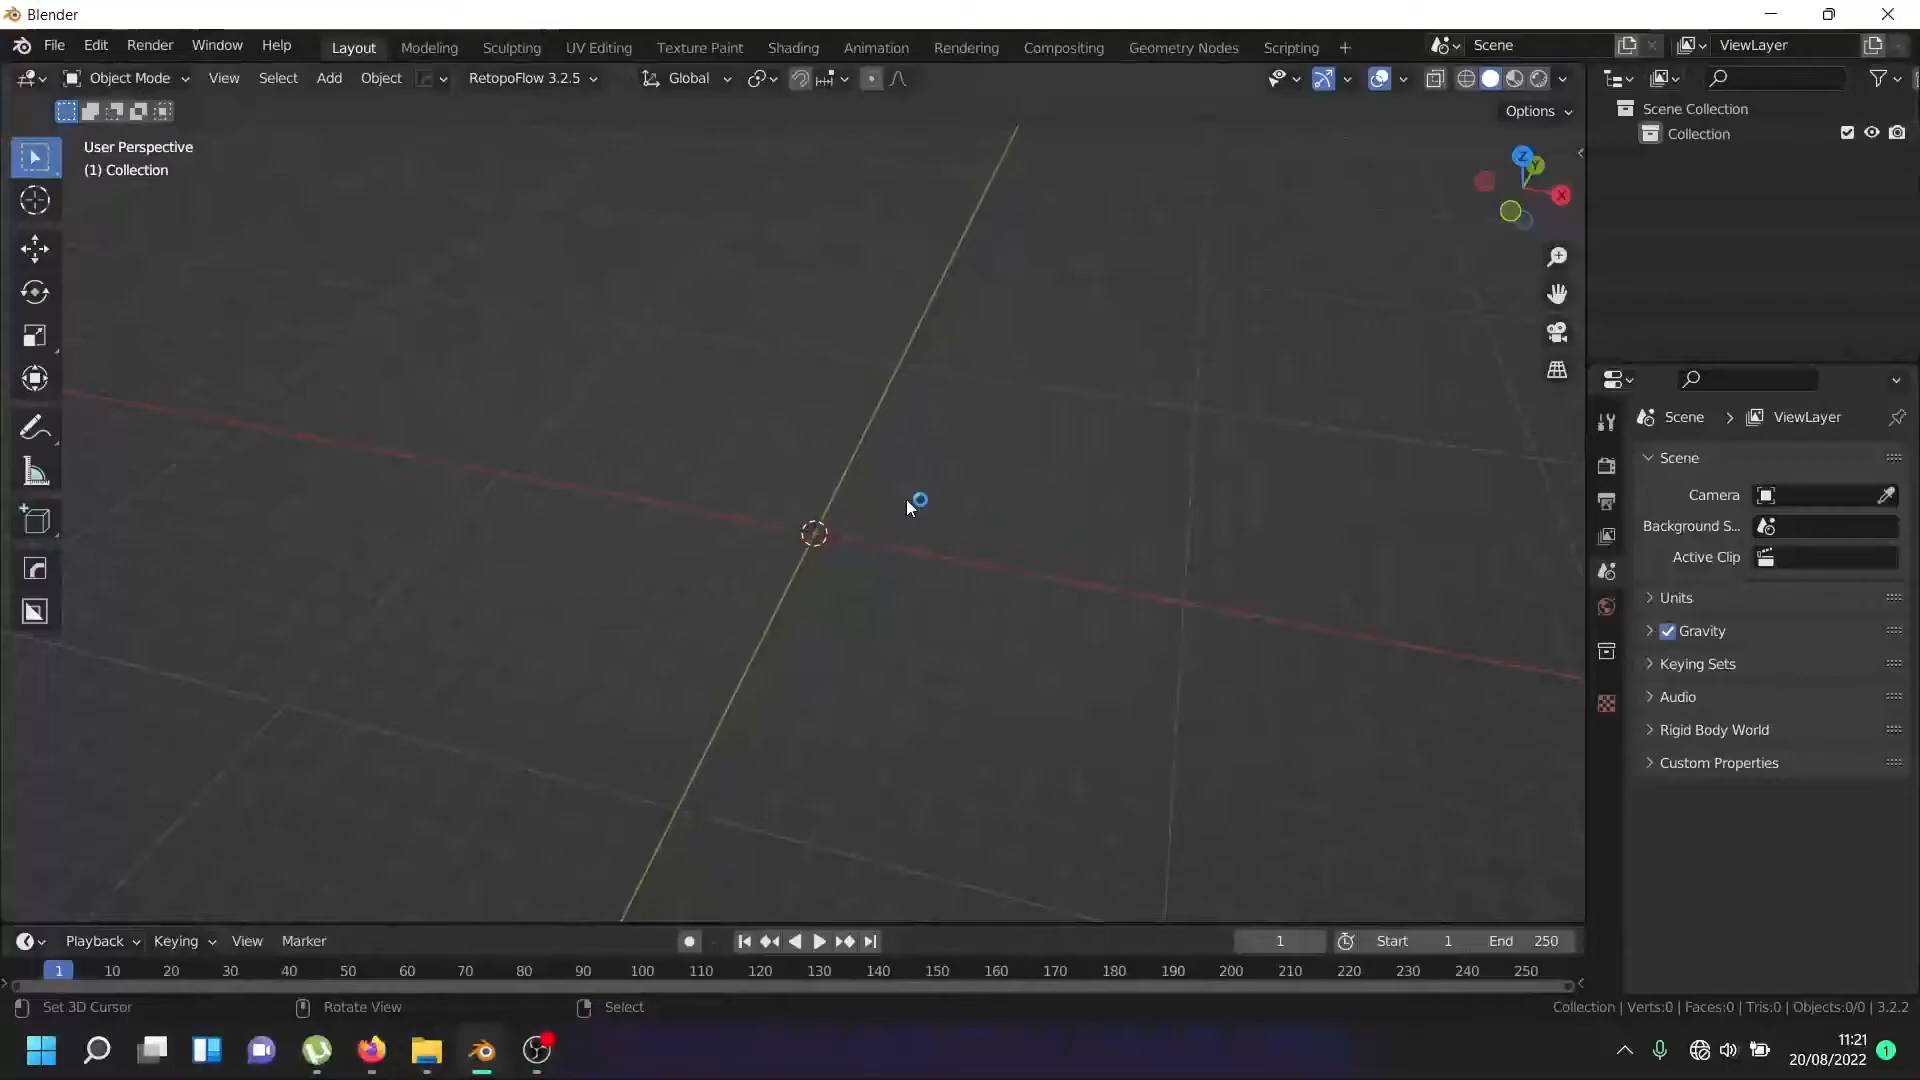 Blender
File Edit Render Window Help Layout Modeling Sculpting UV Editing Texture Paint Shading Animation Rendering Compositing Geometry Nodes Scripting + Scene ViewLayer
Object Mode View Select Add Object RetopoFlow 3.2.5 Global
Options
User Perspective
(1) Collection
Z
Y
X
Scene Collection
Collection
Scene > ViewLayer
Scene
Camera
Background S...
Active Clip
Units
Gravity
Keying Sets
Audio
Rigid Body World
Custom Properties
Playback Keying View Marker 1 Start 1 End 250
1 10 20 30 40 50 60 70 80 90 100 110 120 130 140 150 160 170 180 190 200 210 220 230 240 250
Set 3D Cursor Rotate View Select Collection | Verts:0 | Faces:0 | Tris:0 | Objects:0/0 | 3.2.2
11:21
20/08/2022
1